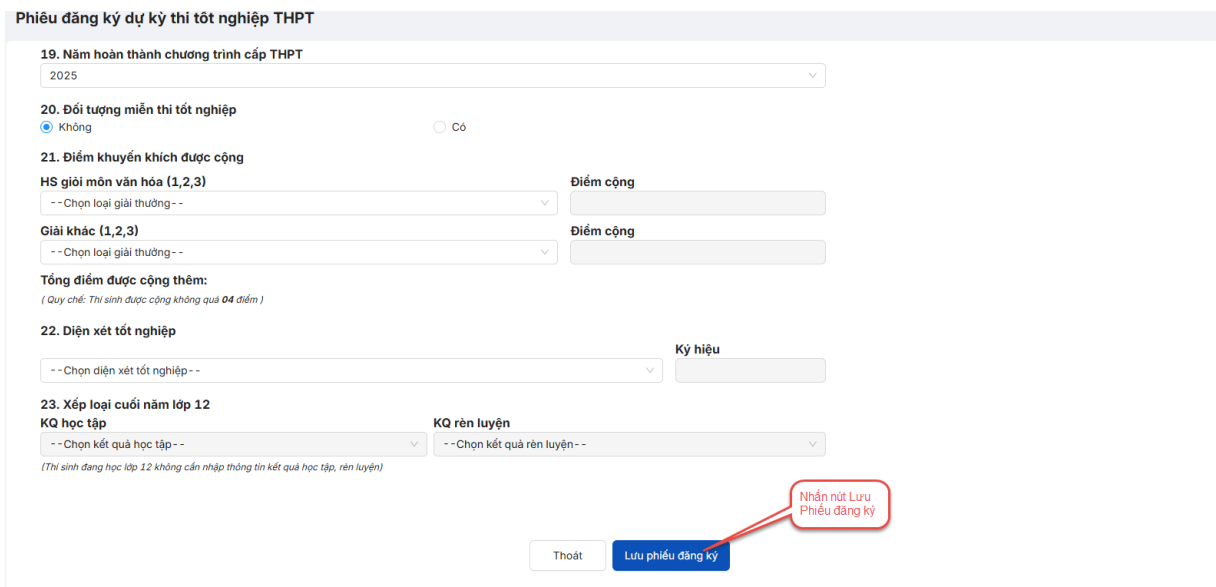 Phiếu đăng ký dự kỳ thi tốt nghiệp THPT
19. Năm hoàn thành chương trình cấp THPT
2025
20. Đối tượng miễn thi tốt nghiệp
Không
Có
21. Điểm khuyến khích được cộng
HS giỏi môn văn hóa (1,2,3)
Điểm cộng
--Chọn loại giải thưởng--
Giải khác (1,2,3)
Điểm cộng
--Chọn loại giải thưởng--
Tổng điểm được cộng thêm:
( Quy chế: Thí sinh được cộng không quá 04 điểm )
22. Diện xét tốt nghiệp
Ký hiệu
--Chọn diện xét tốt nghiệp--
23. Xếp loại cuối năm lớp 12
KQ học tập
KQ rèn luyện
--Chọn kết quả học tập--
--Chọn kết quả rèn luyện--
(Thí sinh đang học lớp 12 không cần nhập thông tin kết quả học tập, rèn luyện)
Nhấn nút Lưu
Phiếu đăng ký
Thoát
Lưu phiếu đăng ký